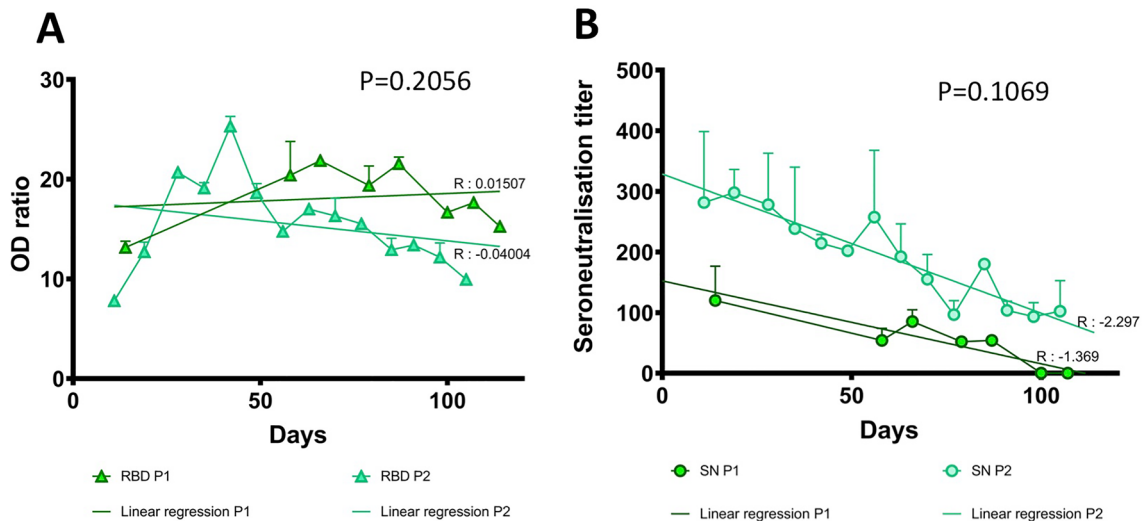 A
P=0.2056
OD ratio
30
20
10
0
R : 0.01507
R : -0.04004
0
50
100
Days
RBD P1
RBD P2
Linear regression P1
Linear regression P2
B
P=0.1069
Seroneutralisation titer
500
400
300
200
100
0
R : -2.297
R : -1.369
0
50
100
Days
SN P1
SN P2
Linear regression P1
Linear regression P2